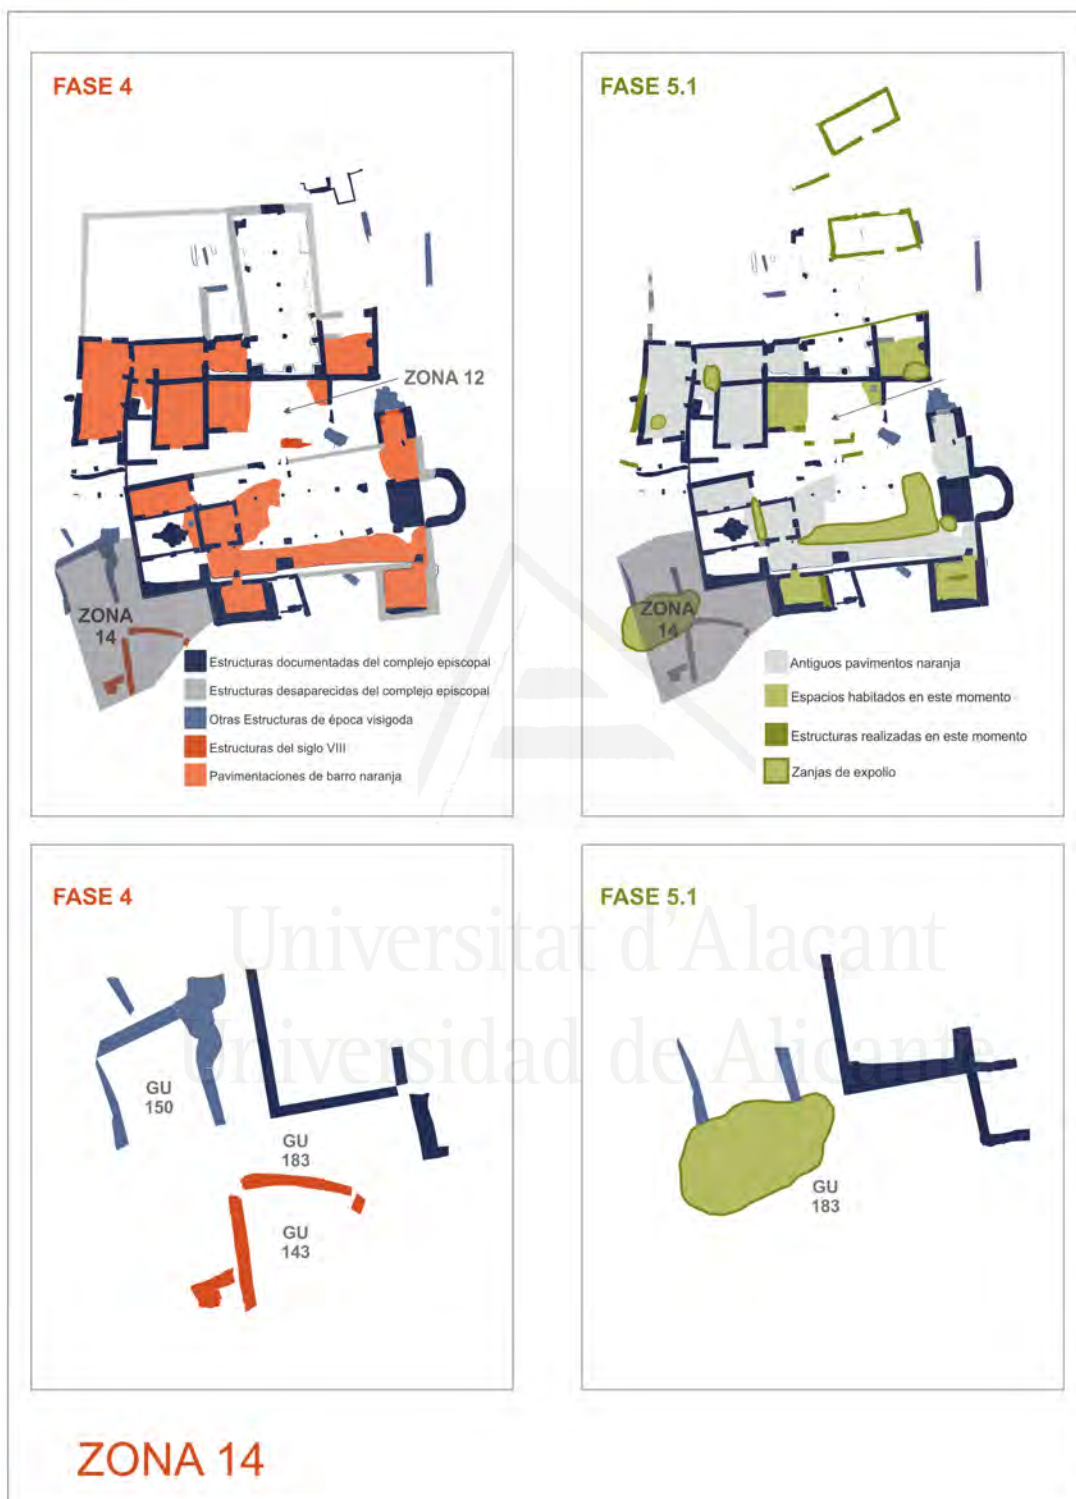 FASE 4
ZONA 12
ZONA
14
Estructuras documentadas del complejo episcopal
Estructuras desaparecidas del complejo episcopal
Otras Estructuras de época visigoda
Estructuras del siglo VIII
Pavimentaciones de barro naranja
FASE 5.1
ZONA
14
Antiguos pavimentos naranja
Espacios habitados en este momento
Estructuras realizadas en este momento
Zanjas de expolio
FASE 4
GU
150
GU
183
GU
143
FASE 5.1
GU
183
Universitat d'Alacant
Universidad de Alicante
ZONA 14